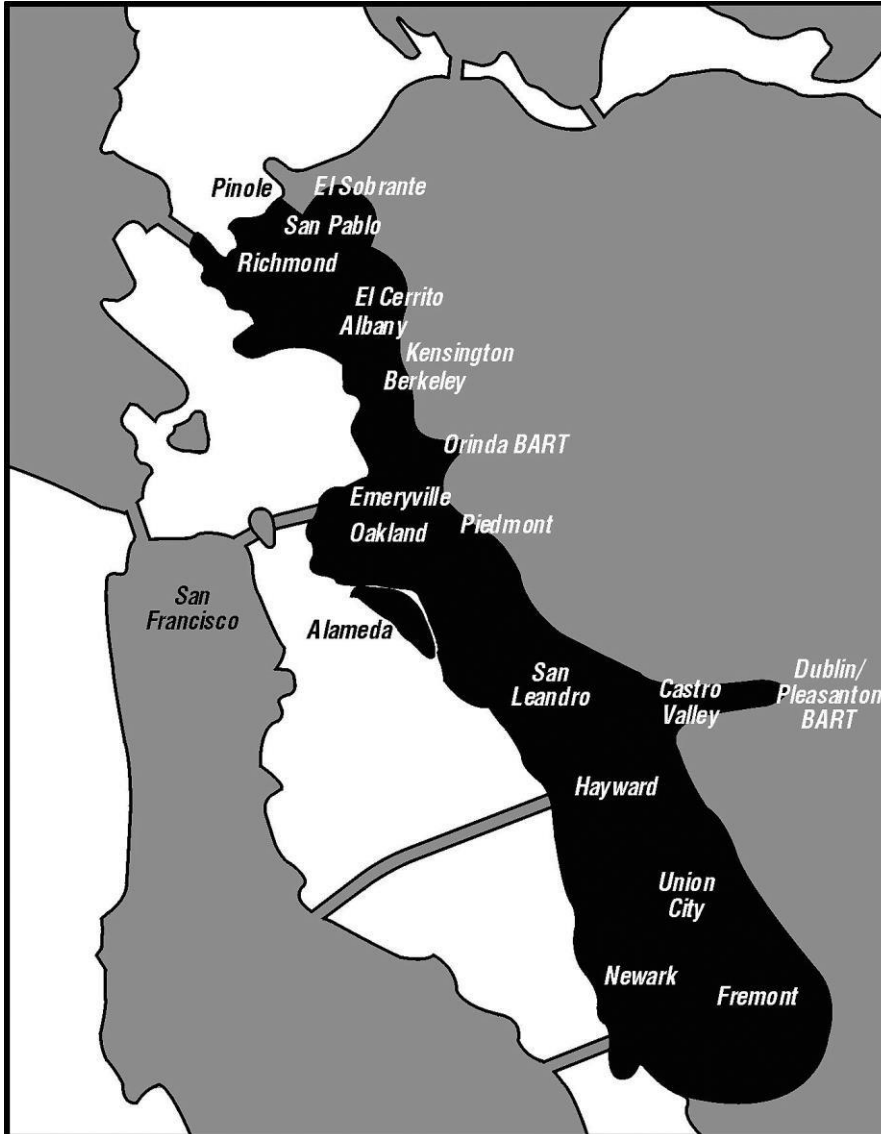 Pinole
El Sobrante
San Pablo
Richmond
El Cerrito
Albany
Kensington
Berkeley
Orinda BART
Emeryville
Oakland
Piedmont
San
Francisco
Alameda
San
Leandro
Castro
Valley
Dublin/
Pleasanton
BART
Hayward
Union
City
Newark
Fremont